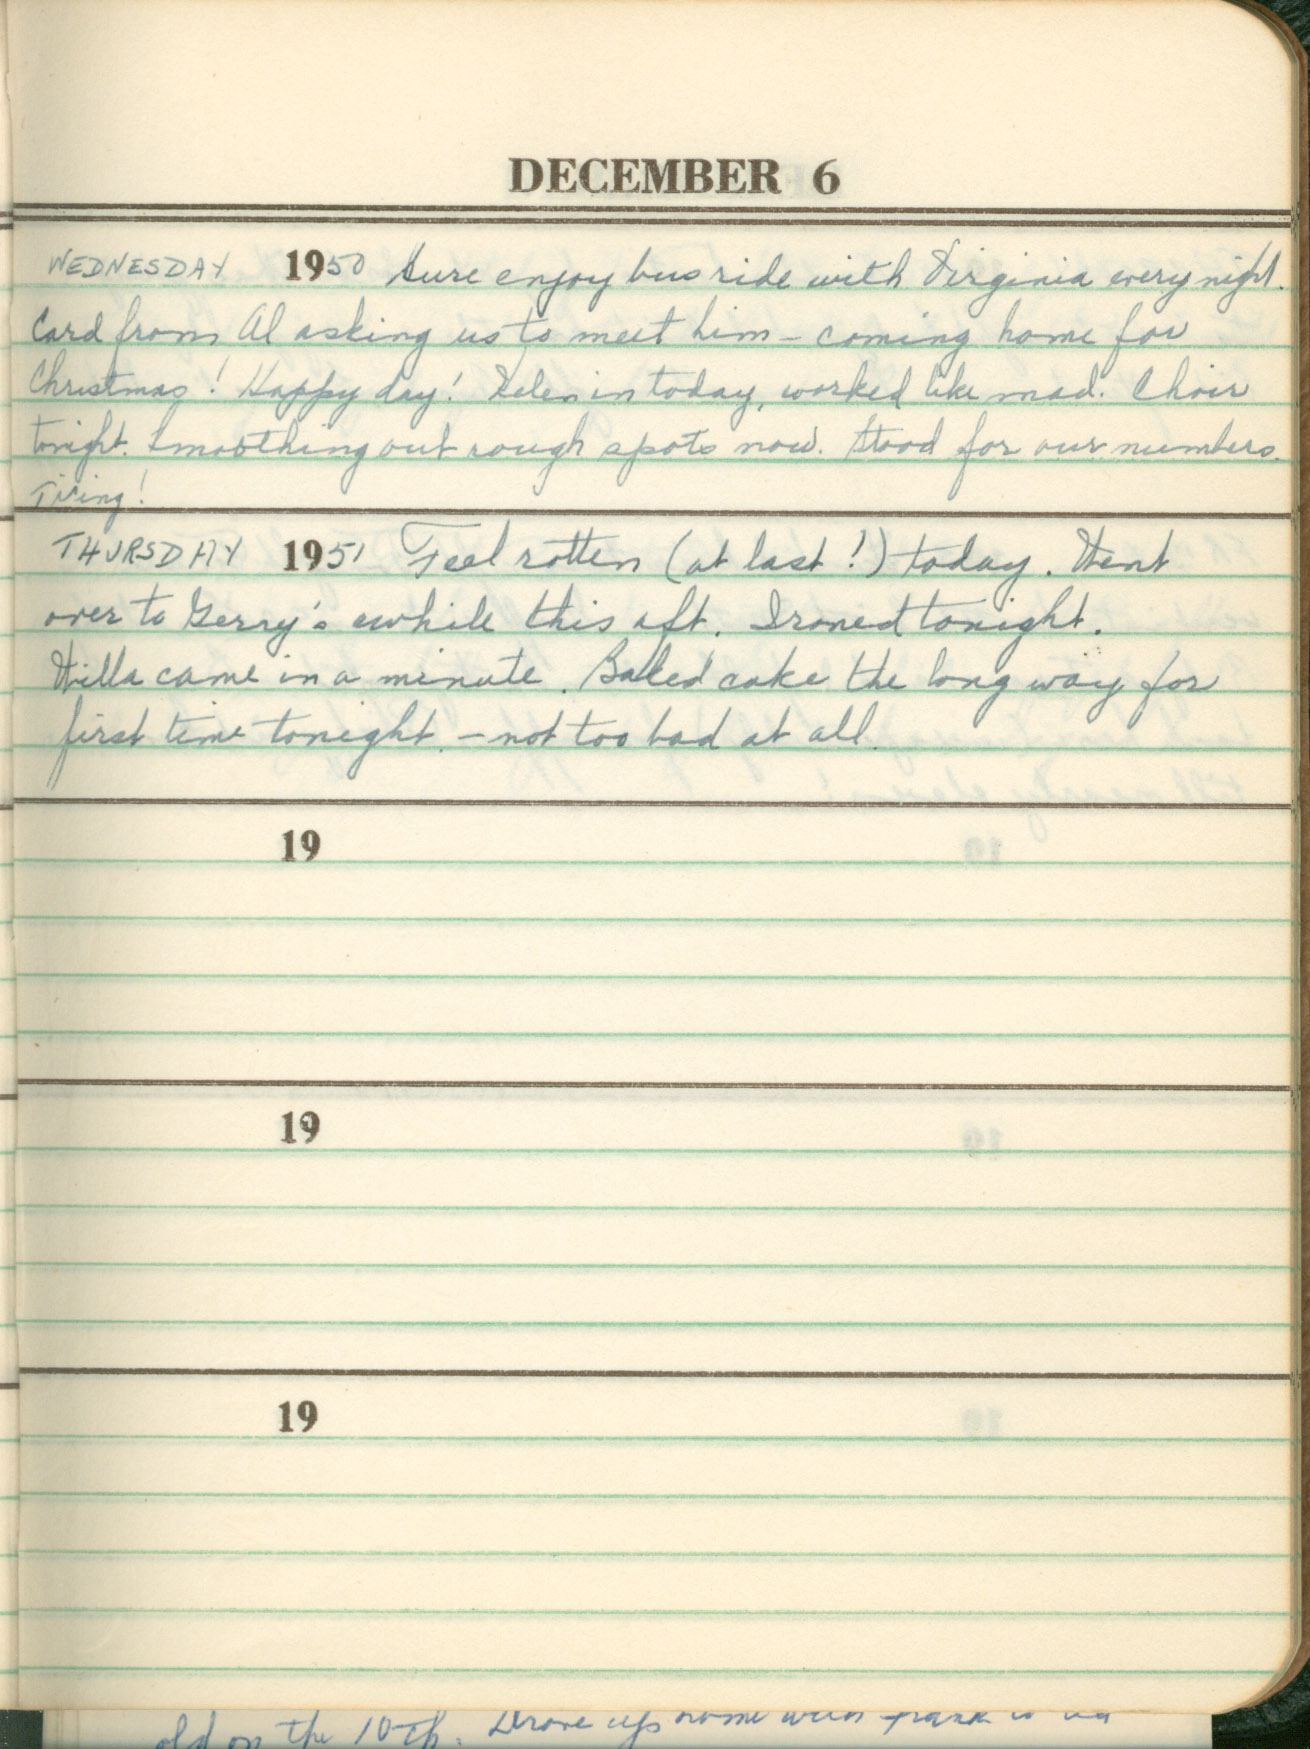 DECEMBER 6
WEDNESDAY 1950 Sure enjoy bus ride with Virginia every night.
Card from Al asking us to meet him – coming home for
Christmas! Happy day! Helen in today, worked like mad. Choir
tonight. Smoothing out rough spots now. Stood for our numbers.
Tiring!
THURSDAY 1951 Feel rotten (at last!) today. Went
over to Gerry's awhile this aft. Ironed tonight.
Willa came in a minute. Baked cake the long way for
first time tonight – not too bad at all.
19
19
19
old on the 10th. Drove up home with Frank